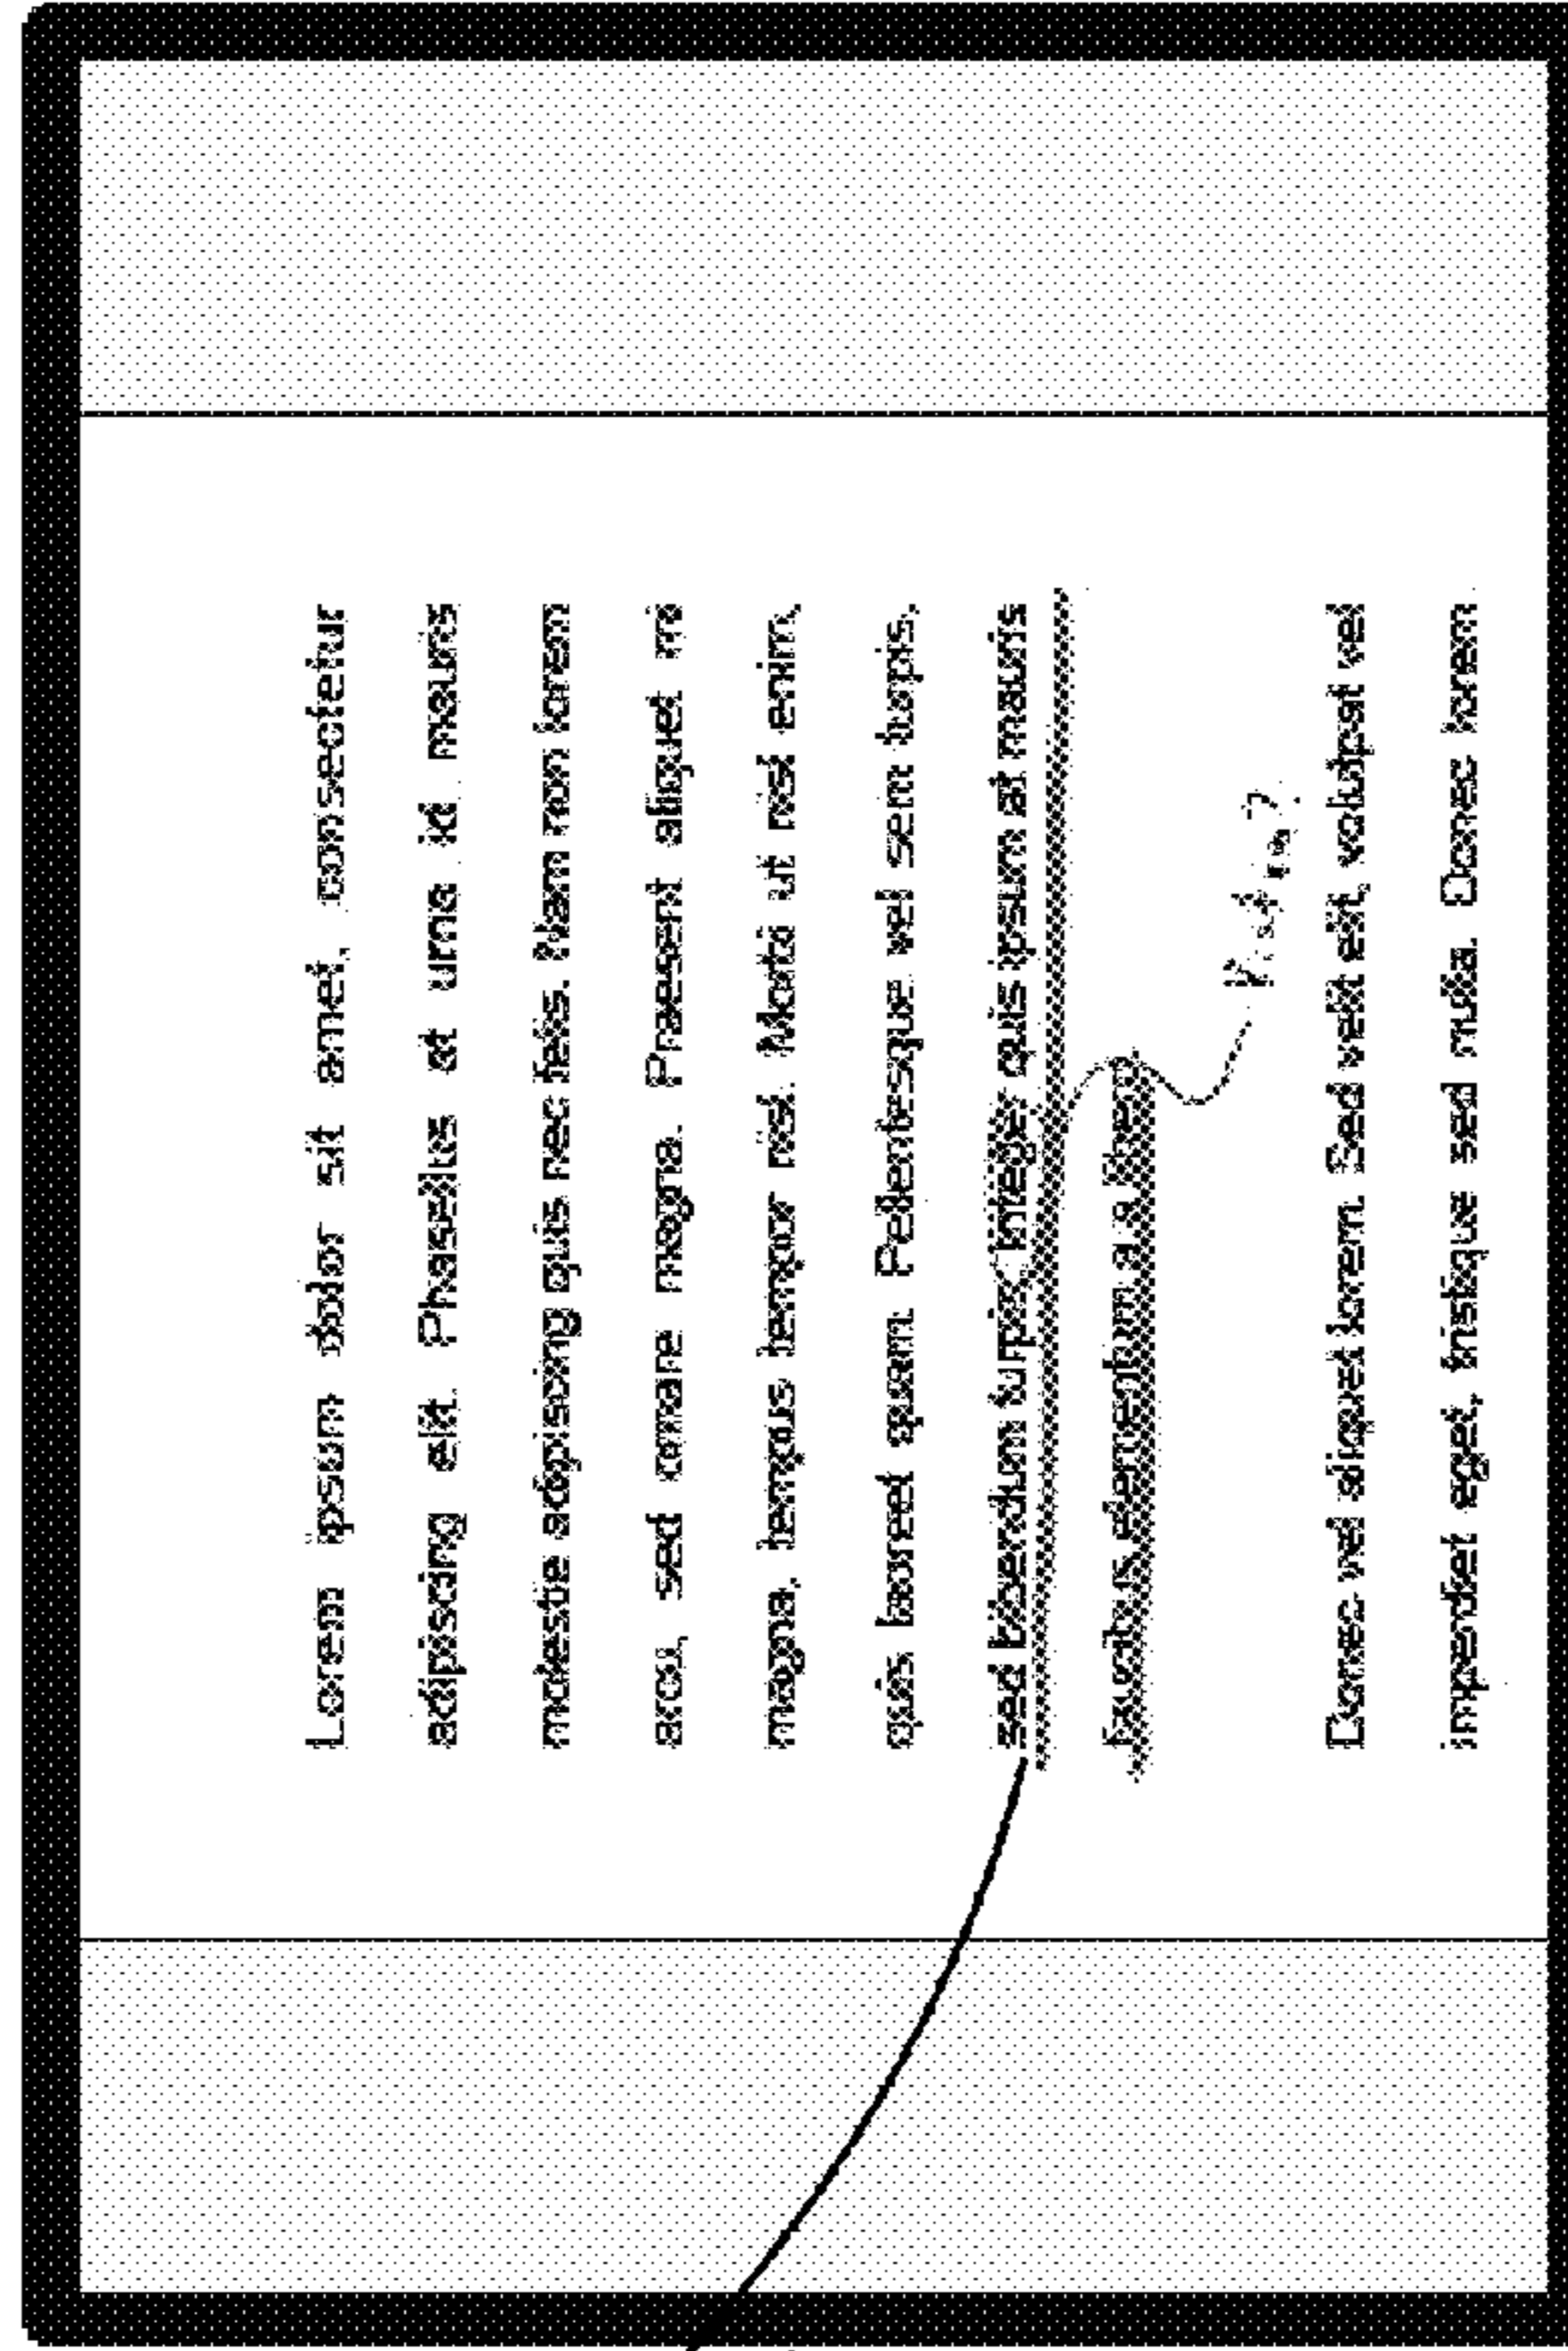 Lorem ipsum dolor sit amet, consectetur
adipiscing elit. Phasellus at urna id mauris
molestie adipiscing quis nec felis. Nam non lorem
arcu, sed ornare magna. Praesent aliquet mi
magna, tempus tempor nisl. Morbi ut nisl enim,
quis laoreet quam. Pellentesque vel sem turpis,
sed bibendum turpis. Integer quis ipsum at mauris
faucibus elementum a a
Donec vel aliquet lorem. Sed velit elit, volutpat vel
imperdiet eget, tristique sed nulla. Donec lorem